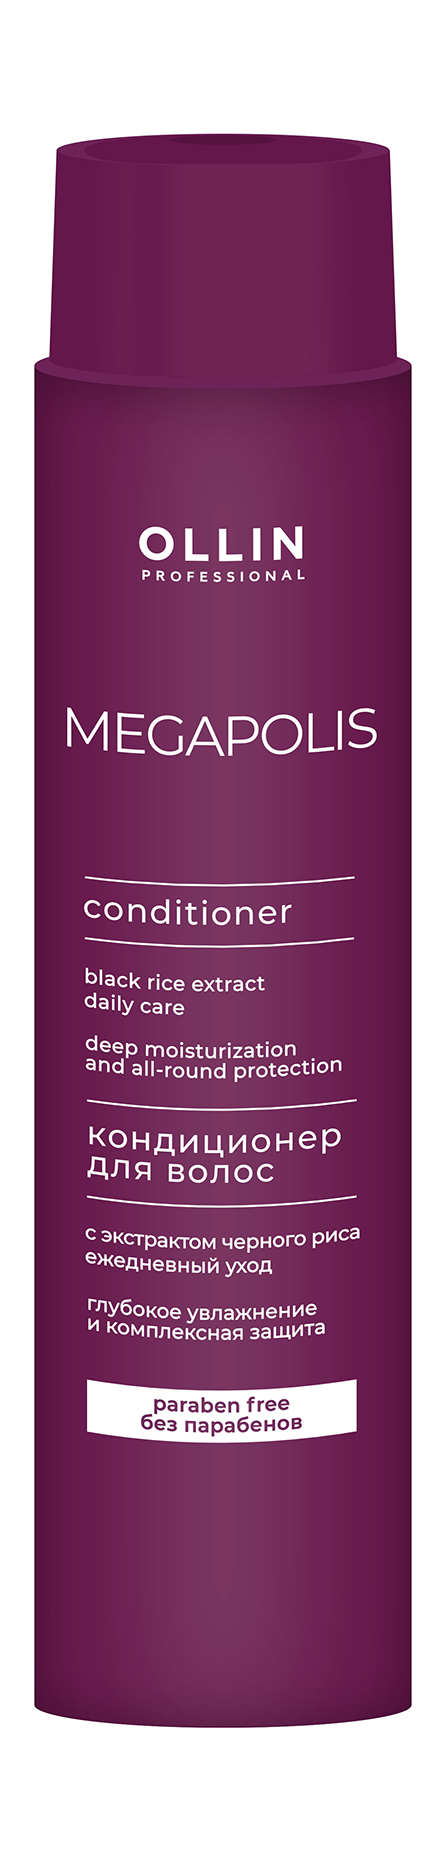 OLLIN
PROFESSIONAL
MEGAPOLIS
conditioner
black rice extract
daily care
deep moisturization
and all-round protection
кондиционер
для волос
с экстрактом черного риса
ежедневный уход
глубокое увлажнение
и комплексная защита
paraben free
без парабенов